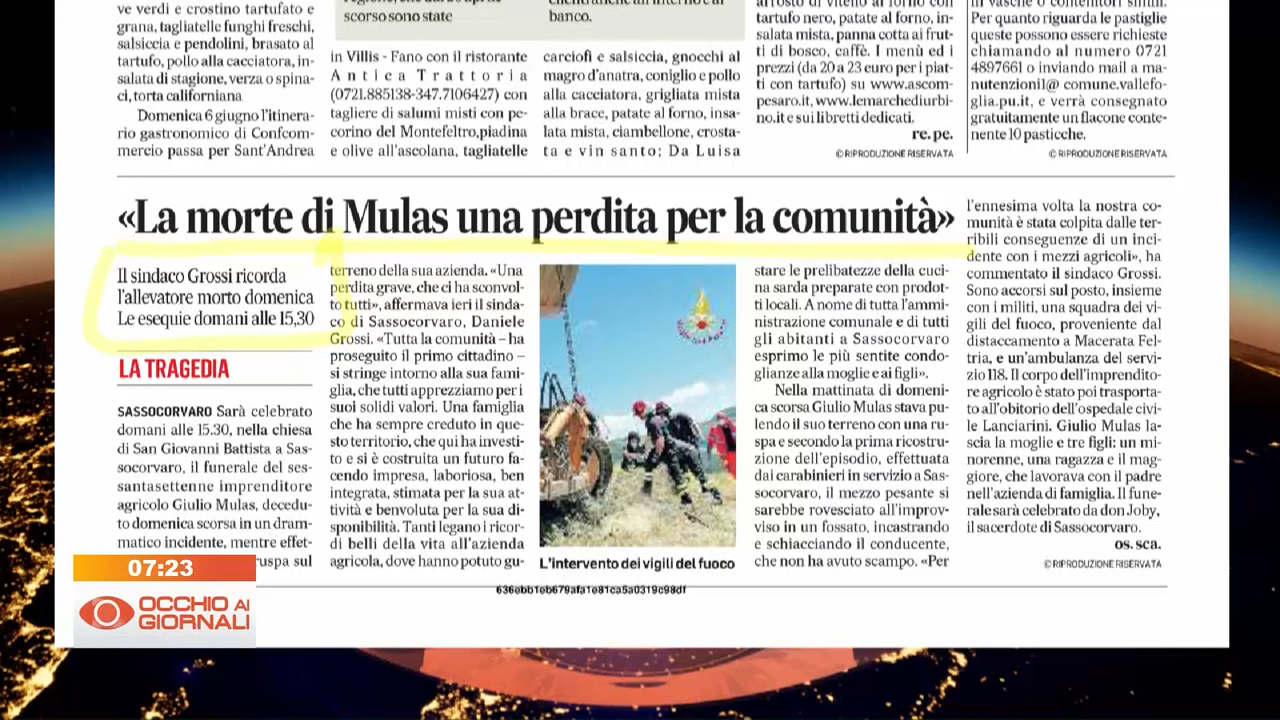 ve verdi e crostino tartufato e
grana, tagliatelle funghi freschi,
salsiccia e pendolini, brasato al
tartufo, pollo alla cacciatora, in-
salata di stagione, verza o spina-
ci, torta californiana
Domenica 6 giugno l'itinera-
rio gastronomico di Confcom-
mercio passa per Sant'Andrea
scorso sono state
in Villis - Fano con il ristorante
Antica Trattoria
(0721.885138-347.7106427) con
tagliere di salumi misti con pe-
corino del Montefeltro,piadina
e olive all'ascolana, tagliatelle
banco.
carciofi e salsiccia, gnocchi al
magro d'anatra, coniglio e pollo
alla cacciatora, grigliata mista
alla brace, patate al forno, insa-
lata mista, ciambellone, crosta-
ta e vin santo; Da Luisa
arrosto di vitello al forno con
tartufo nero, patate al forno, in-
salata mista, panna cotta ai frut-
ti di bosco, caffè. I menù ed i
prezzi (da 20 a 23 euro per i piat-
ti con tartufo) su www.ascom-
pesaro.it, www.lemarchediurbi-
no.it e sui libretti dedicati.
re.pe.
© RIPRODUZIONE RISERVATA
in vasche o contenitori simili.
Per quanto riguarda le pastiglie
queste possono essere richieste
chiamando al numero 0721
4897661 o inviando mail a ma-
nutenzioni1@ comune.vallefo-
glia.pu.it, e verrà consegnato
gratuitamente un flacone conte-
nente 10 pasticche.
© RIPRODUZIONE RISERVATA
«La morte di Mulas una perdita per la comunità»
Il sindaco Grossi ricorda
l'allevatore morto domenica
Le esequie domani alle 15,30
LA TRAGEDIA
SASSOCORVARO Sarà celebrato
domani alle 15.30, nella chiesa
di San Giovanni Battista a Sas-
socorvaro, il funerale del ses-
santasettenne imprenditore
agricolo Giulio Mulas, decedu-
to domenica scorsa in un dram-
matico incidente, mentre effet-
ruspa sul
terreno della sua azienda. «Una
perdita grave, che ci ha sconvol-
to tutti», affermava ieri il sinda-
co di Sassocorvaro, Daniele
Grossi. «Tutta la comunità – ha
proseguito il primo cittadino –
si stringe intorno alla sua fami-
glia, che tutti apprezziamo per i
suoi solidi valori. Una famiglia
che ha sempre creduto in que-
sto territorio, che qui ha investi-
to e si è costruita un futuro fa-
cendo impresa, laboriosa, ben
integrata, stimata per la sua at-
tività e benvoluta per la sua di-
sponibilità. Tanti legano i ricor-
di belli della vita all'azienda
agricola, dove hanno potuto gu-
L'intervento dei vigili del fuoco
stare le prelibatezze della cuci-
na sarda preparate con prodot-
ti locali. A nome di tutta l'ammi-
nistrazione comunale e di tutti
gli abitanti a Sassocorvaro
esprimo le più sentite condo-
glianze alla moglie e ai figli».
Nella mattinata di domeni-
ca scorsa Giulio Mulas stava pu-
lendo il suo terreno con una ru-
spa e secondo la prima ricostru-
zione dell'episodio, effettuata
dai carabinieri in servizio a Sas-
socorvaro, il mezzo pesante si
sarebbe rovesciato all'improv-
viso in un fossato, incastrando
e schiacciando il conducente,
che non ha avuto scampo. «Per
l'ennesima volta la nostra co-
munità è stata colpita dalle ter-
ribili conseguenze di un inci-
dente con i mezzi agricoli», ha
commentato il sindaco Grossi.
Sono accorsi sul posto, insieme
con i militi, una squadra dei vi-
gili del fuoco, proveniente dal
distaccamento a Macerata Fel-
tria, e un'ambulanza del servi-
zio 118. Il corpo dell'imprendito-
re agricolo è stato poi trasporta-
to all'obitorio dell'ospedale civi-
le Lanciarini. Giulio Mulas la-
scia la moglie e tre figli: un mi-
norenne, una ragazza e il mag-
giore, che lavorava con il padre
nell'azienda di famiglia. Il fune-
rale sarà celebrato da don Joby,
il sacerdote di Sassocorvaro.
os. sca.
© RIPRODUZIONE RISERVATA
636ebb1eb679afa1e81ca5a0319c98df
07:23
OCCHIO AI
GIORNALI